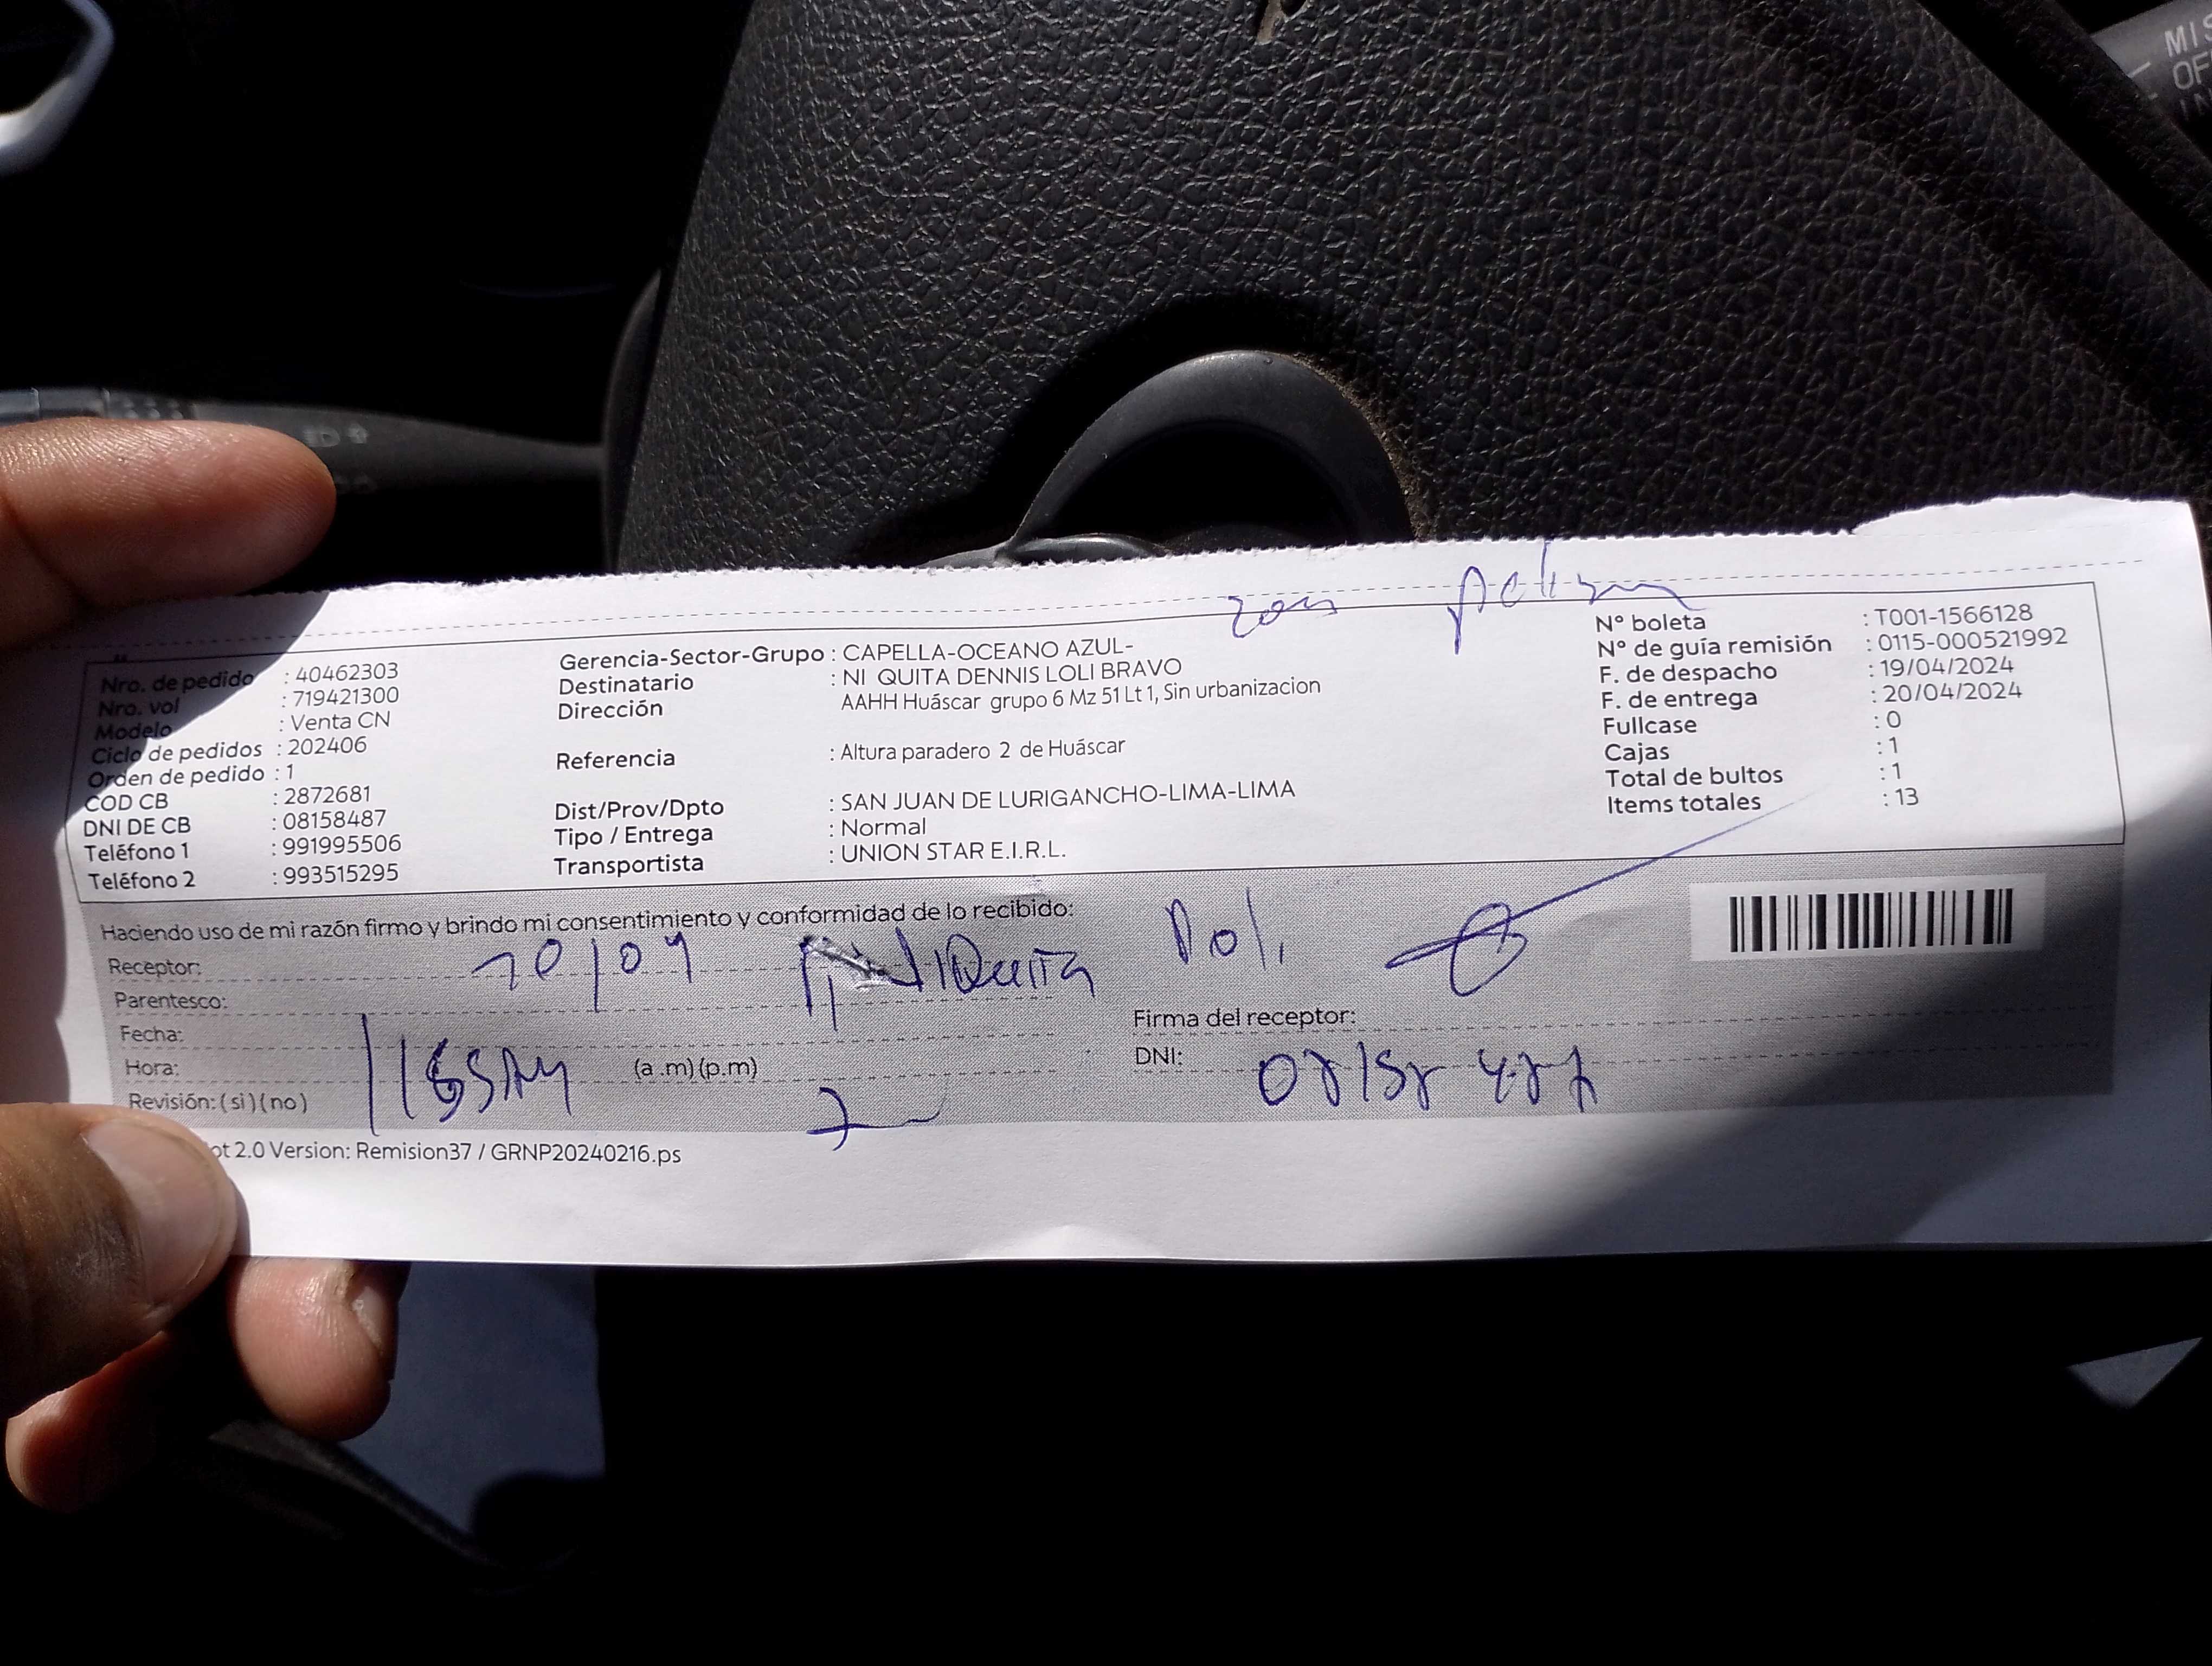 MIS
OF
Nro. de pedido : 40462303
Nro. vol : 719421300
Modelo : Venta CN
Ciclo de pedidos : 202406
Orden de pedido : 1
COD CB : 2872681
DNI DE CB : 08158487
Teléfono 1 : 991995506
Teléfono 2 : 993515295
Gerencia-Sector-Grupo : CAPELLA-OCEANO AZUL-
Destinatario : NI QUITA DENNIS LOLI BRAVO
Dirección AAHH Huáscar grupo 6 Mz 51 Lt 1, Sin urbanizacion
Referencia : Altura paradero 2 de Huáscar
Dist/Prov/Dpto : SAN JUAN DE LURIGANCHO-LIMA-LIMA
Tipo / Entrega : Normal
Transportista : UNION STAR E.I.R.L.
Nº boleta : T001-1566128
Nº de guía remisión : 0115-000521992
F. de despacho : 19/04/2024
F. de entrega : 20/04/2024
Fullcase : 0
Cajas : 1
Total de bultos : 1
Items totales : 13
Haciendo uso de mi razón firmo y brindo mi consentimiento y conformidad de lo recibido:
Receptor: NiQuita
Parentesco:
Fecha:
Hora: (a .m) (p.m)
Revisión: ( si ) ( no )
Firma del receptor:
DNI: 08158487
ot 2.0 Version: Remision37 / GRNP20240216.ps